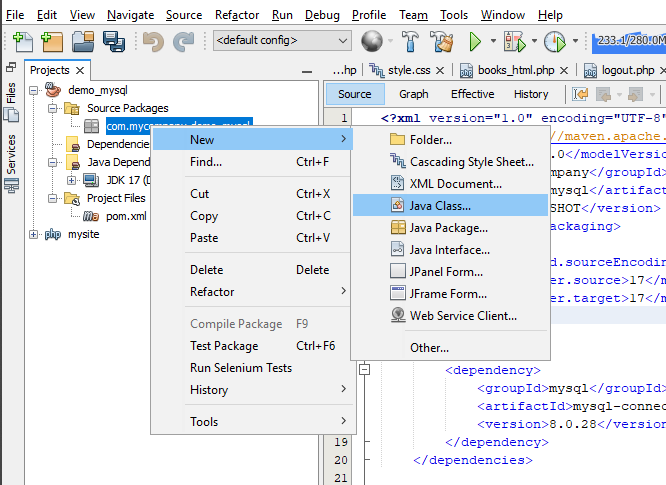 File Edit View Navigate Source Refactor Run Debug Profile Team Tools Window Help
<default config>
233.1/280.0M
Projects
...hp
style.css
books_html.php
logout.php
Files
Services
demo_mysql
Source Packages
com.mycompany.demo_mysql
Dependencie
Java Depend
JDK 17 (D
Project Files
pom.xml
mysite
New
Find... Ctrl+F
Cut Ctrl+X
Copy Ctrl+C
Paste Ctrl+V
Delete Delete
Refactor
Compile Package F9
Test Package Ctrl+F6
Run Selenium Tests
History
Tools
Folder...
Cascading Style Sheet...
XML Document...
Java Class...
Java Package...
Java Interface...
JPanel Form...
JFrame Form...
Web Service Client...
Other...
Source Graph Effective History
1 <?xml version="1.0" encoding="UTF-8"
//maven.apache.
.0</modelVersi
mpany</groupId>
mysql</artifac
SHOT</version>
ackaging>
d.sourceEncodin
er.source>17</m
er.target>17</m
<dependency>
<groupId>mysql</groupId>
<artifactId>mysql-connec
<version>8.0.28</version
19 </dependency>
20 </dependencies>